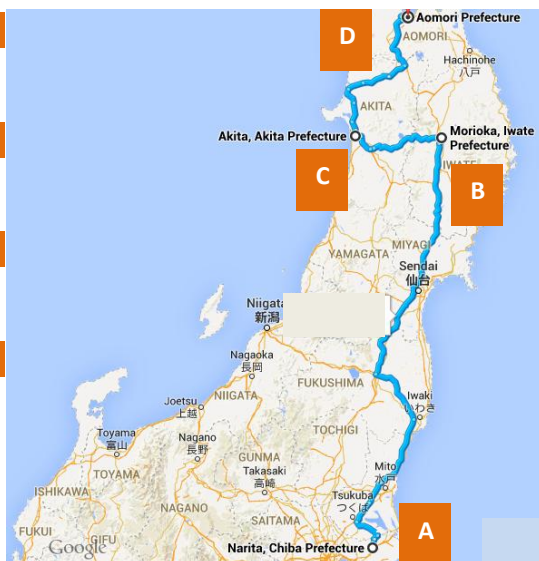 Aomori Prefecture
D
AOMORI
Hachinohe
八戸
AKITA
Akita, Akita Prefecture
Morioka, Iwate
Prefecture
IWATE
C
B
MIYAGI
YAMAGATA
Sendai
仙台
Niigata
新潟
Nagaoka
長岡
FUKUSHIMA
Iwaki
いわき
NIIGATA
Joetsu
上越
TOCHIGI
Toyama
富山
Nagano
長野
GUNMA
Mito
水戸
TOYAMA
Takasaki
高崎
Tsukuba
つくば
ISHIKAWA
NAGANO
SAITAMA
A
FUKUI
GIFU
Google
Narita, Chiba Prefecture